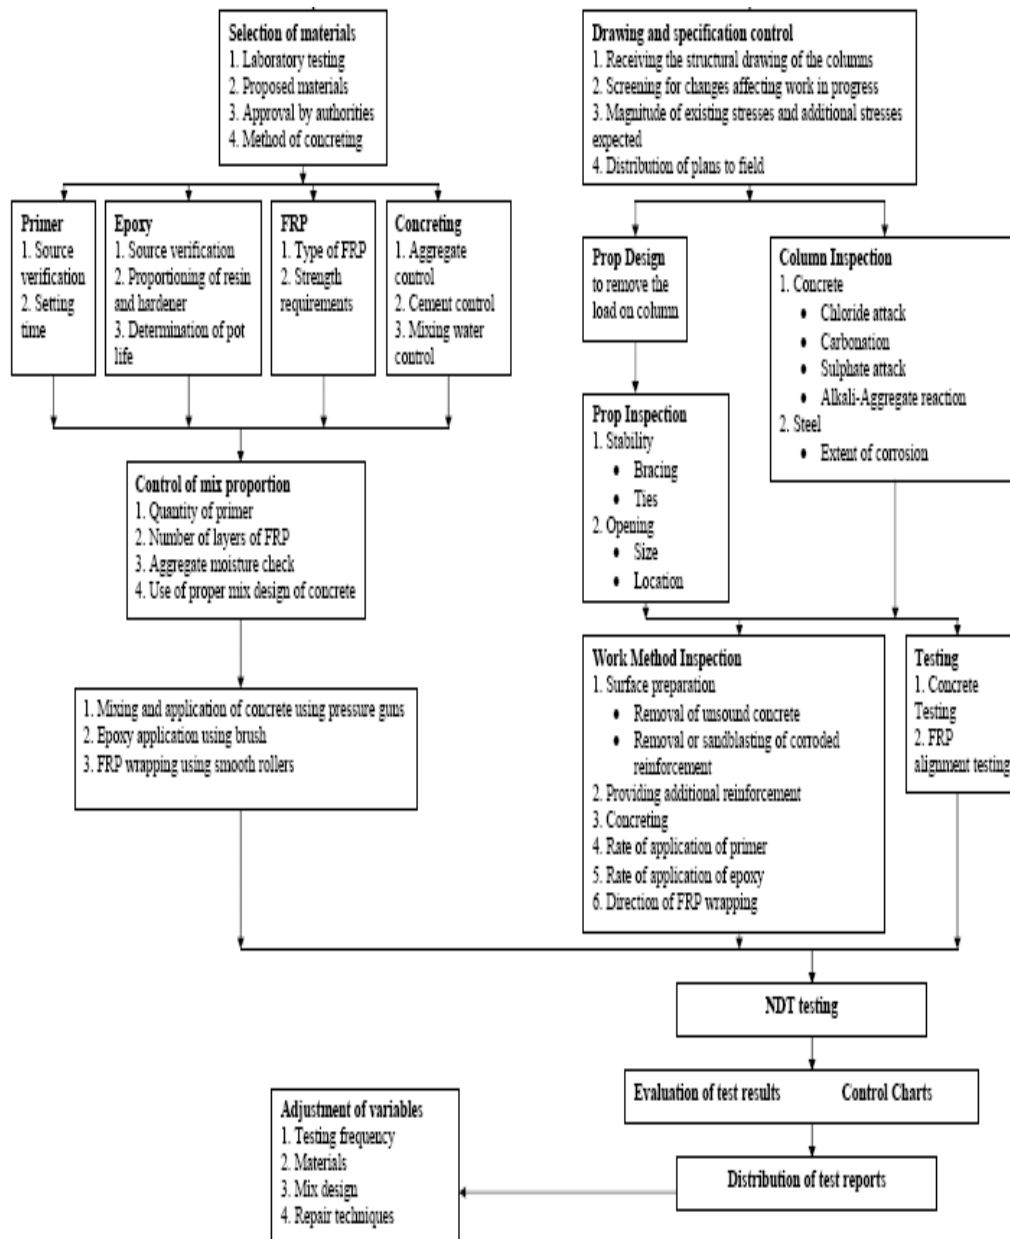 Selection of materials
1. Laboratory testing
2. Proposed materials
3. Approval by authorities
4. Method of concreting
Drawing and specification control
1. Receiving the structural drawing of the columns
2. Screening for changes affecting work in progress
3. Magnitude of existing stresses and additional stresses
expected
4. Distribution of plans to field
Primer
1. Source
verification
2. Setting
time
Epoxy
1. Source verification
2. Proportioning of resin
and hardener
3. Determination of pot
life
FRP
1. Type of FRP
2. Strength
requirements
Concreting
1. Aggregate
control
2. Cement control
3. Mixing water
control
Prop Design
to remove the
load on column
Column Inspection
1. Concrete
• Chloride attack
• Carbonation
• Sulphate attack
• Alkali-Aggregate reaction
2. Steel
• Extent of corrosion
Prop Inspection
1. Stability
• Bracing
• Ties
2. Opening
• Size
• Location
Control of mix proportion
1. Quantity of primer
2. Number of layers of FRP
3. Aggregate moisture check
4. Use of proper mix design of concrete
Work Method Inspection
1. Surface preparation
• Removal of unsound concrete
• Removal or sandblasting of corroded
reinforcement
2. Providing additional reinforcement
3. Concreting
4. Rate of application of primer
5. Rate of application of epoxy
6. Direction of FRP wrapping
Testing
1. Concrete
Testing
2. FRP
alignment testing
1. Mixing and application of concrete using pressure guns
2. Epoxy application using brush
3. FRP wrapping using smooth rollers
NDT testing
Evaluation of test results Control Charts
Distribution of test reports
Adjustment of variables
1. Testing frequency
2. Materials
3. Mix design
4. Repair techniques